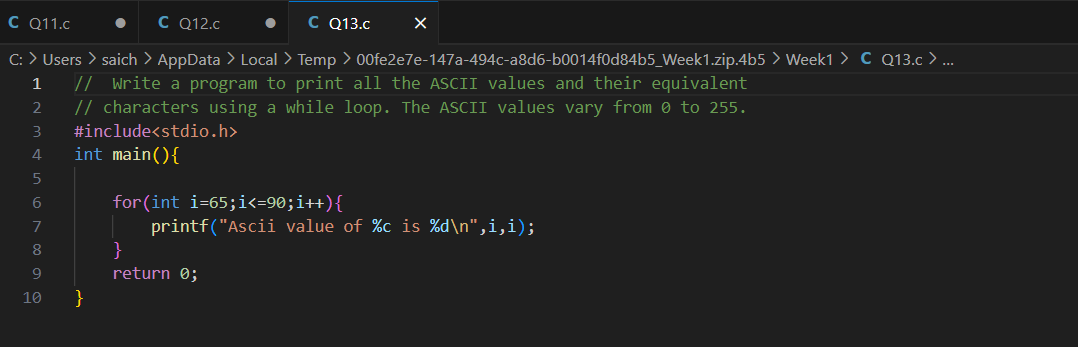 C Q11.c ● C Q12.c ● C Q13.c ×
C: > Users > saich > AppData > Local > Temp > 00fe2e7e-147a-494c-a8d6-b0014f0d84b5_Week1.zip.4b5 > Week1 > C Q13.c > ...
1 //  Write a program to print all the ASCII values and their equivalent
2 // characters using a while loop. The ASCII values vary from 0 to 255.
3 #include<stdio.h>
4 int main(){
5
6     for(int i=65;i<=90;i++){
7         printf("Ascii value of %c is %d\n",i,i);
8     }
9     return 0;
10 }